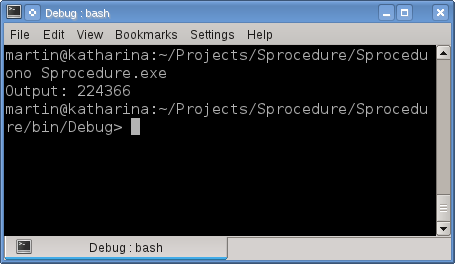 Debug : bash
File Edit View Bookmarks Settings Help
martin@katharina:~/Projects/Sprocedure/Sprocedu
ono Sprocedure.exe
Output: 224366
martin@katharina:~/Projects/Sprocedure/Sprocedu
re/bin/Debug>
Debug : bash